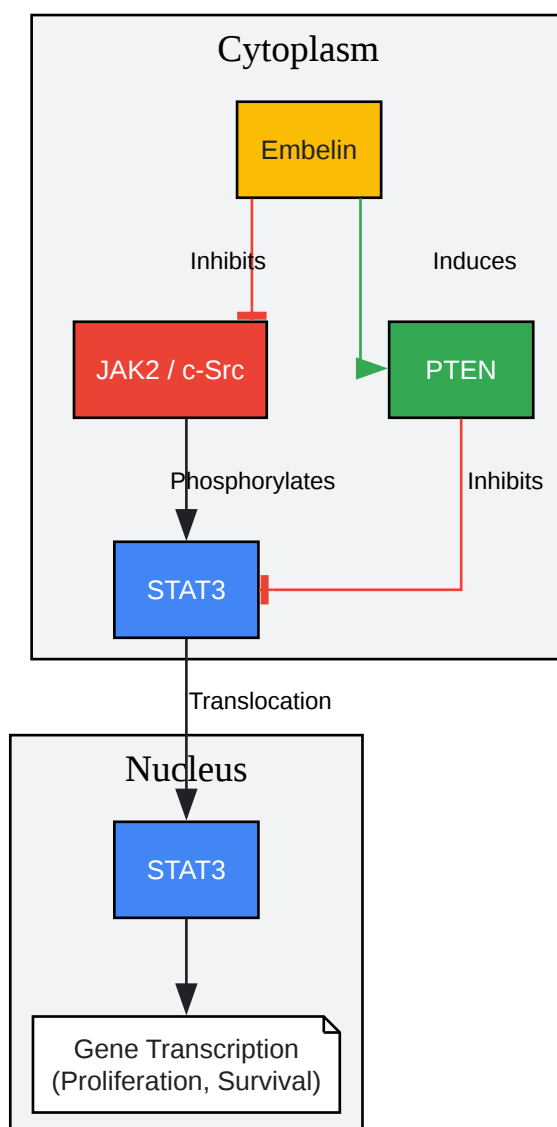 Cytoplasm
Embelin
Inhibits
Induces
JAK2 / c-Src
PTEN
Phosphorylates
Inhibits
STAT3
Translocation
Nucleus
STAT3
Gene Transcription
(Proliferation, Survival)